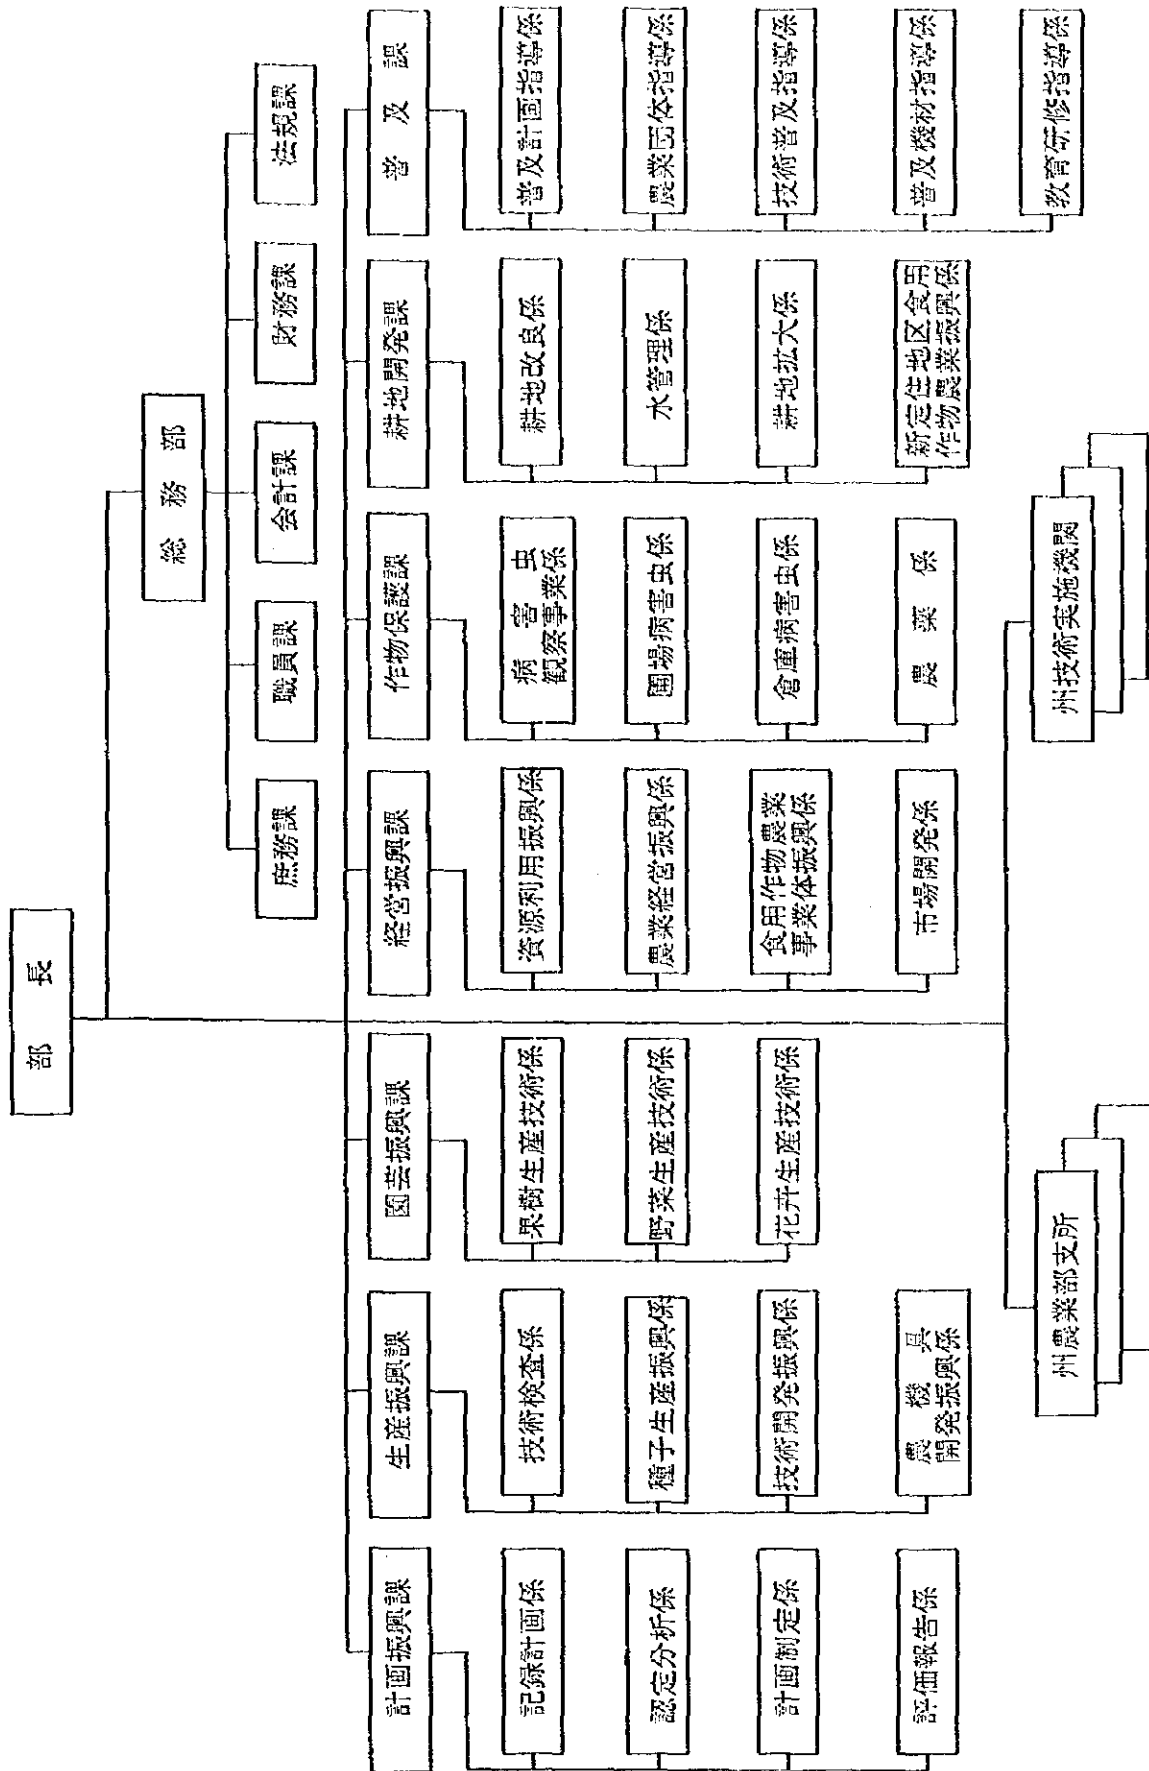 部長
総務部
庶務課
職員課
会計課
財務課
法規課
計画振興課
生産振興課
園芸振興課
経営振興課
作物保護課
耕地開発課
普及課
記録計画係
認定分析係
計画制定係
評価報告係
技術検査係
種子生産振興係
技術開発振興係
農機具
開発振興係
果樹生産技術係
野菜生産技術係
花卉生産技術係
資源利用振興係
農業経営振興係
食用作物農業
事業体振興係
市場開発係
病害虫
観察事業係
圃場病害虫係
倉庫病害虫係
農薬係
耕地改良係
水管理係
耕地拡大係
新定住地区食用
作物農業振興係
普及計画指導係
農業団体指導係
技術普及指導係
普及機材指導係
教育研修指導係
州農業部支所
州技術実施機関